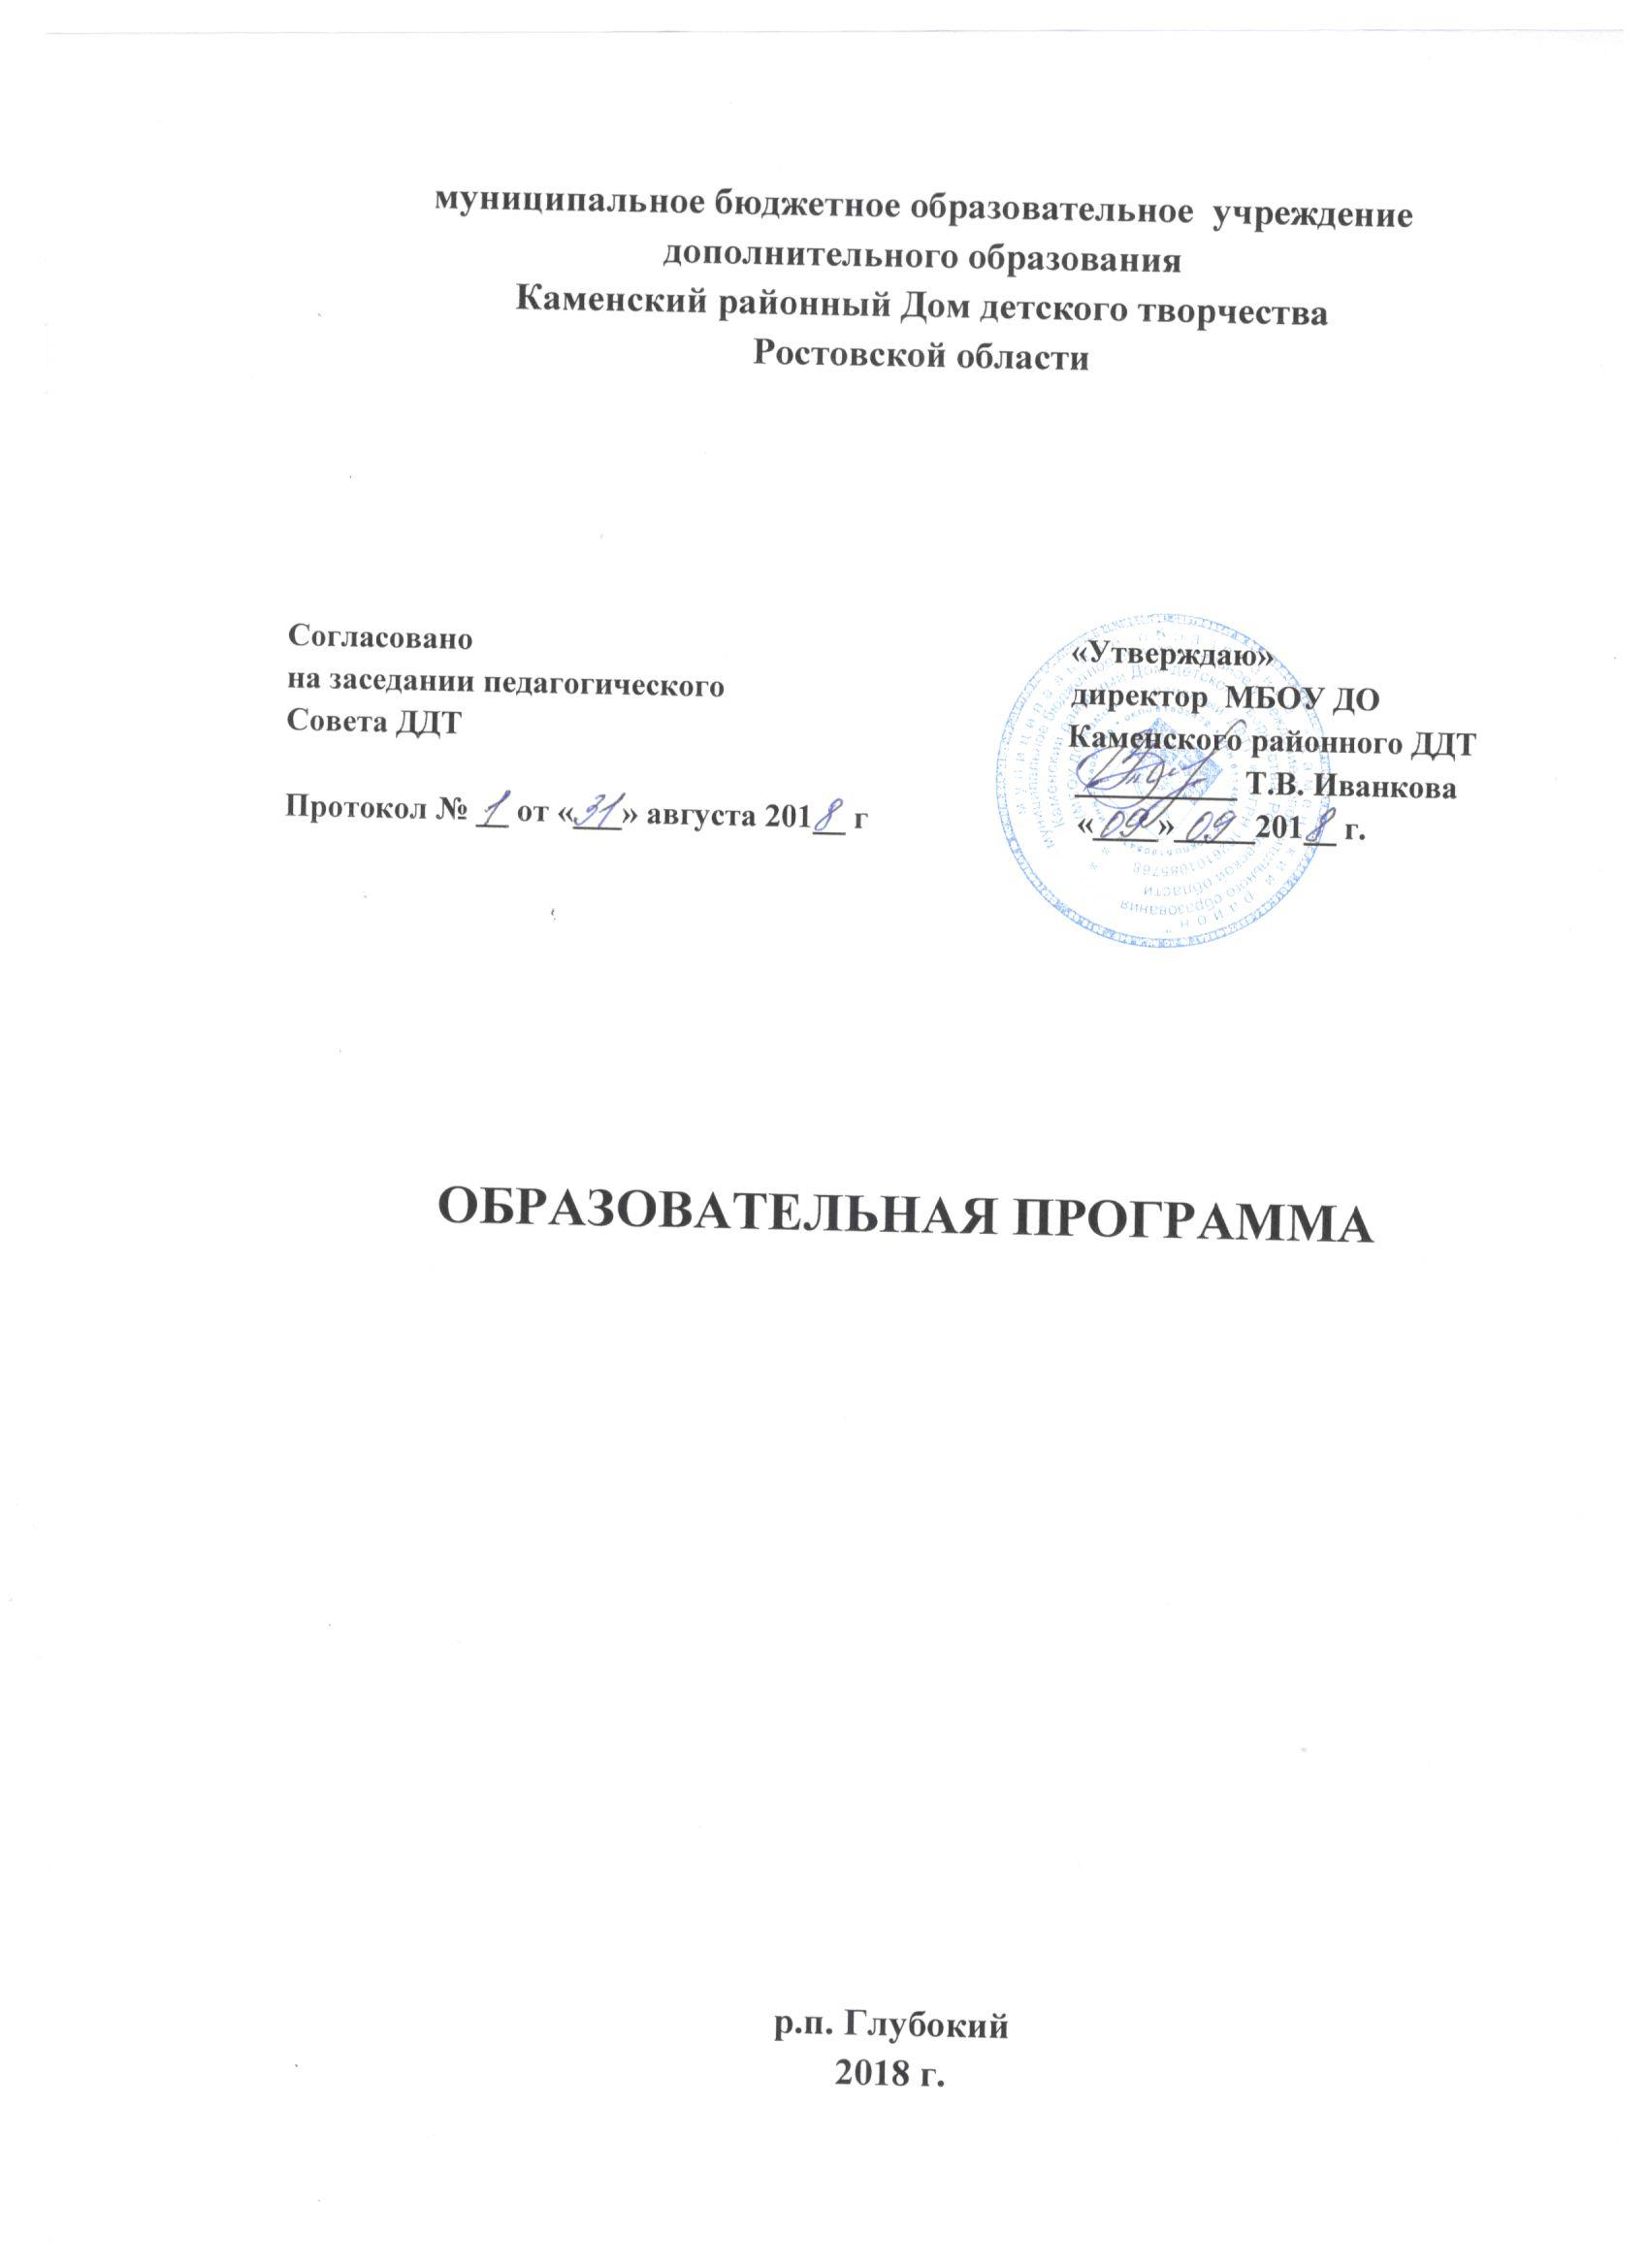 муниципальное бюджетное образовательное учреждение
дополнительного образования
Каменский районный Дом детского творчества
Ростовской области
Согласовано
на заседании педагогического
Совета ДДТ
Протокол № 1 от «31» августа 2018 г
«Утверждаю»
директор МБОУ ДО
Каменского районного ДДТ
Т.В. Иванкова
«09» 09 2018 г.
ОБРАЗОВАТЕЛЬНАЯ ПРОГРАММА
р.п. Глубокий
2018 г.